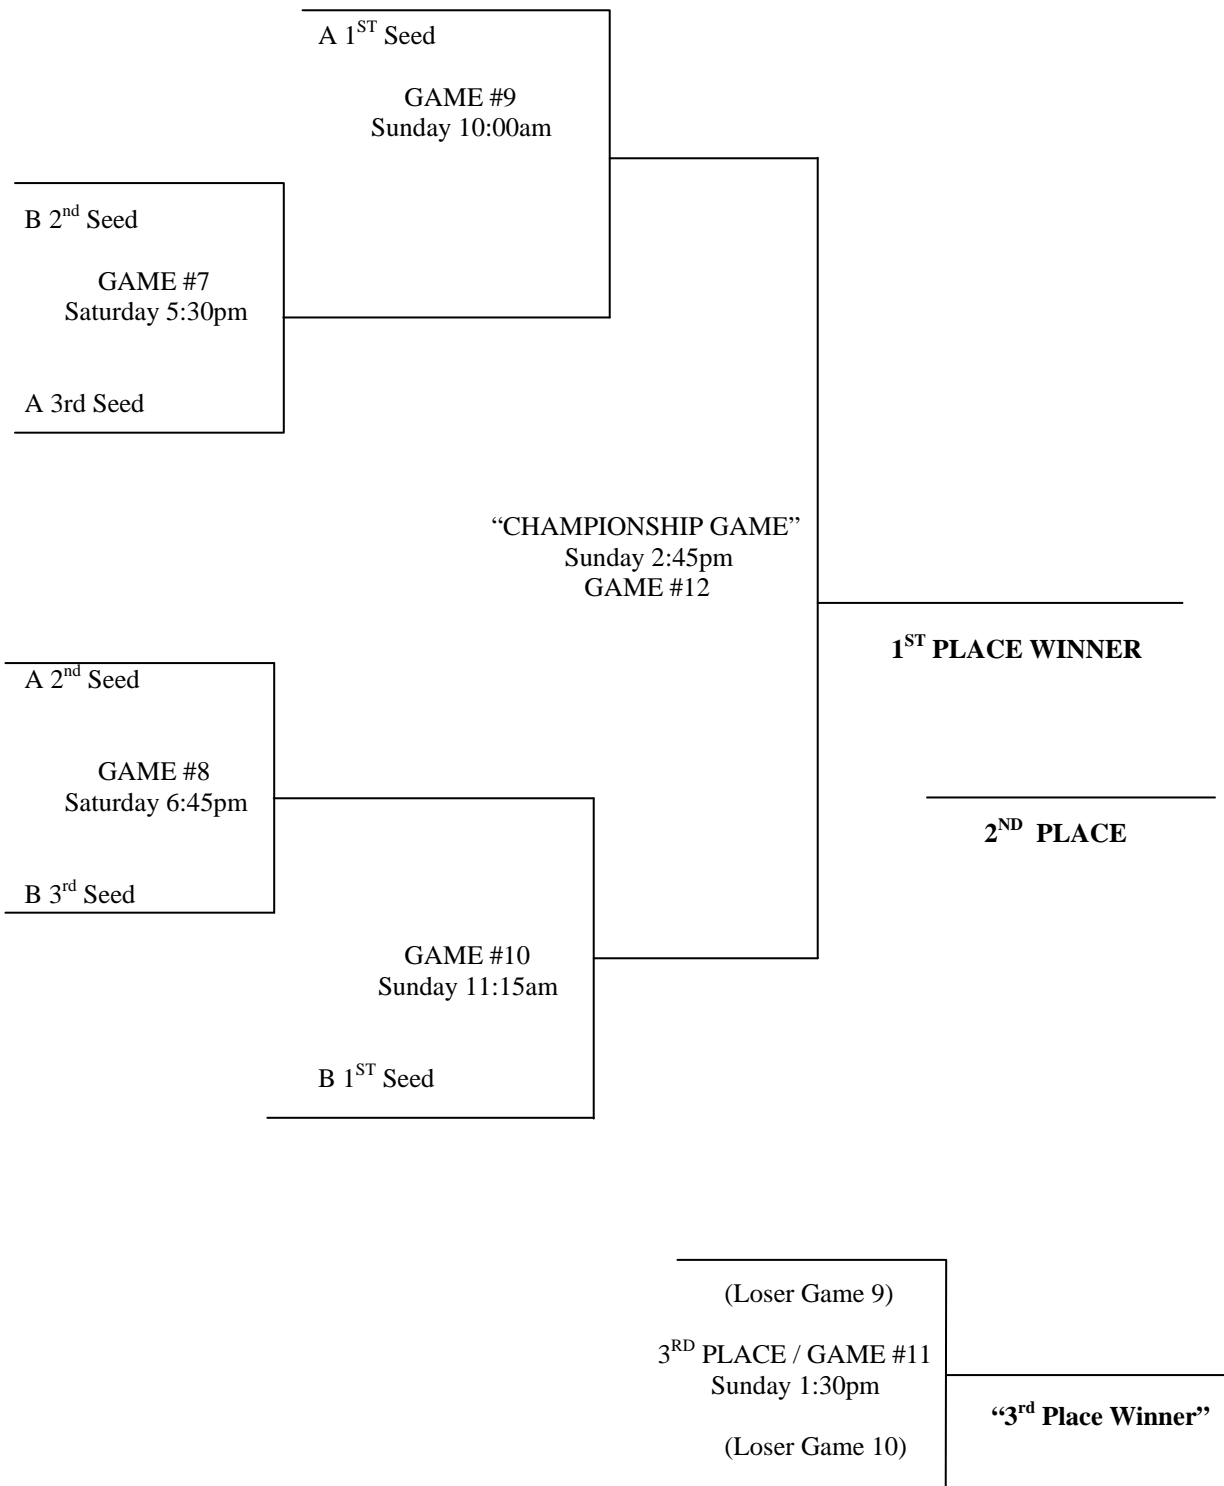 A 1ST Seed
GAME #9
Sunday 10:00am
B 2nd Seed
GAME #7
Saturday 5:30pm
A 3rd Seed
“CHAMPIONSHIP GAME”
Sunday 2:45pm
GAME #12
1ST PLACE WINNER
A 2nd Seed
GAME #8
Saturday 6:45pm
2ND PLACE
B 3rd Seed
GAME #10
Sunday 11:15am
B 1ST Seed
(Loser Game 9)
3RD PLACE / GAME #11
Sunday 1:30pm
“3rd Place Winner”
(Loser Game 10)